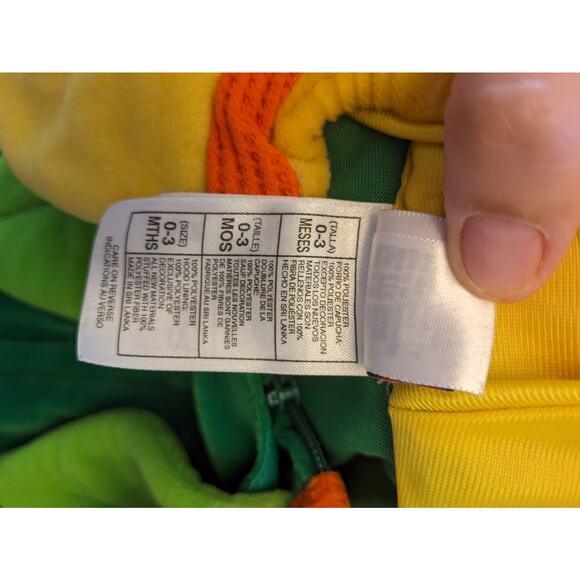 (SIZE)
0-3
MTHS
100% POLYESTER
HOOD LINING:
100% POLYESTER
EXCLUSIVE OF
DECORATION
ALL NEW MATERIALS
STUFFED WITH 100%
POLYESTER FIBER
MADE IN SRI LANKA
(TAILLE)
0-3
MOS
100% POLYESTER
DOUBLURE DE LA
CAPUCHE:
100% POLYESTER
SAUF DECORATION
TOUTES LES NOUVELLES
MATIÈRES SONT GARNIES
DE 100% FIBRES DE
POLYESTER
FABRIQUE AU SRI LANKA
(TALLA)
0-3
MESES
100% POLIESTER
FORRO DE CAPUCHA:
100% POLIESTER
EXCEPTO DECORACION
TODOS LOS NUEVOS
MATERIALES SON
RELLENOS CON 100%
FIBRA DE POLIÉSTER
HECHO EN SRI LANKA
CARE ON REVERSE
INDICATIONS AU VERSO